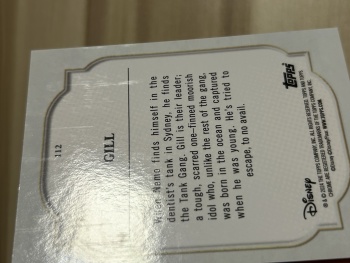 112
GILL
When Nemo finds himself in the
dentist's tank in Sydney, he finds
the Tank Gang. Gill is their leader;
a tough, scarred one-finned moorish
idol who, unlike the rest of the gang,
was born in the ocean and captured
when he was young. He's tried to
escape, to no avail.
Disney
Topps